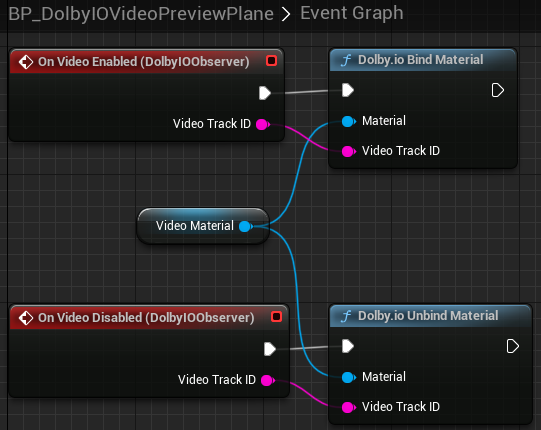 BP_DolbyIOVideoPreviewPlane > Event Graph
On Video Enabled (DolbyIOObserver)
Video Track ID
f Dolby.io Bind Material
Material
Video Track ID
Video Material
On Video Disabled (DolbyIOObserver)
Video Track ID
f Dolby.io Unbind Material
Material
Video Track ID